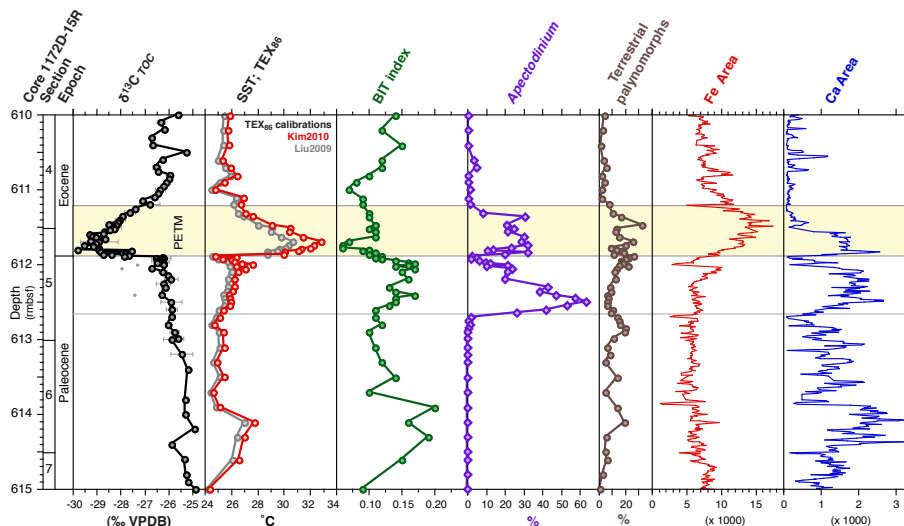 Core 1172D-15R
Section
Epoch
δ13C TOC
SST; TEX86
BIT index
Apectodinium
Terrestrial
palynomorphs
Fe Area
Ca Area
TEX86 calibrations
Kim2010
Liu2009
610
611
612
613
614
615
Depth
(mbsf)
4
5
6
7
Eocene
Paleocene
PETM
-30 -29 -28 -27 -26 -25
24 26 28 30 32 34
0.05 0.10 0.15 0.20
0 10 20 30 40 50 60
0 10 20
5 10 15
0 1 2 3
(‰ VPDB)
˚C
%
%
(x 1000)
(x 1000)